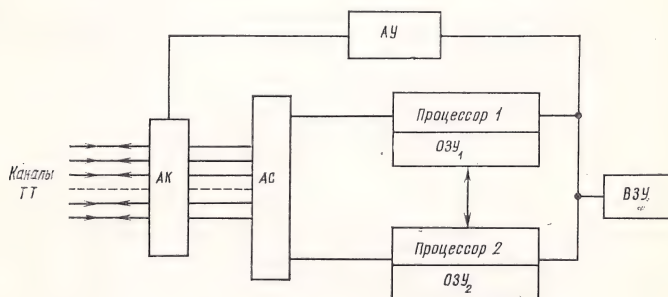 АУ
Процессор 1
ОЗУ1
Каналы
ТТ
АК
АС
ВЗУ
Процессор 2
ОЗУ2